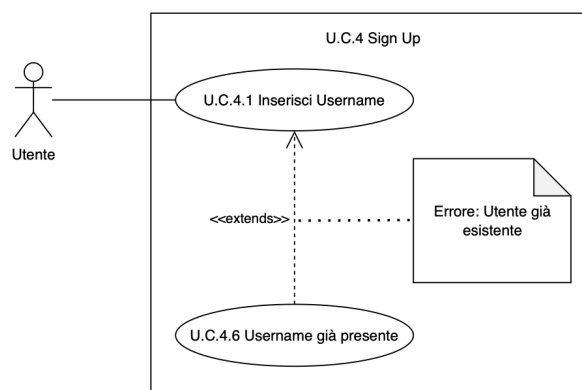 U.C.4 Sign Up
U.C.4.1 Inserisci Username
Utente
<<extends>>
Errore: Utente già
esistente
U.C.4.6 Username già presente